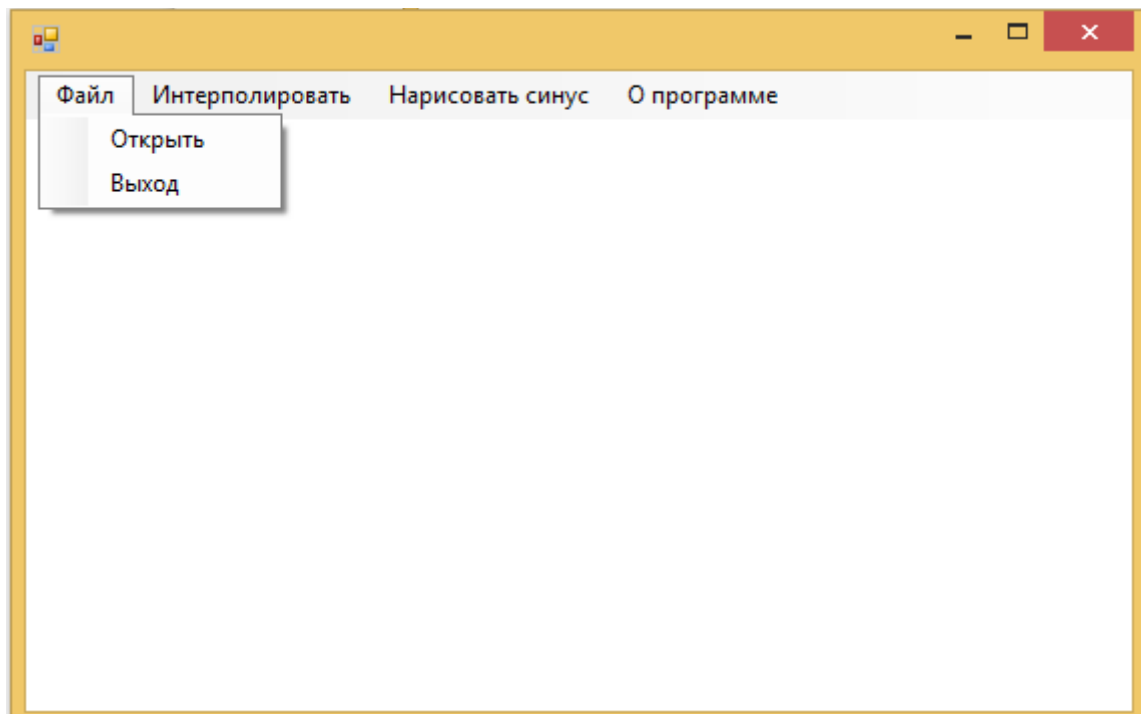 Файл Интерполировать Нарисовать синус О программе
Открыть
Выход